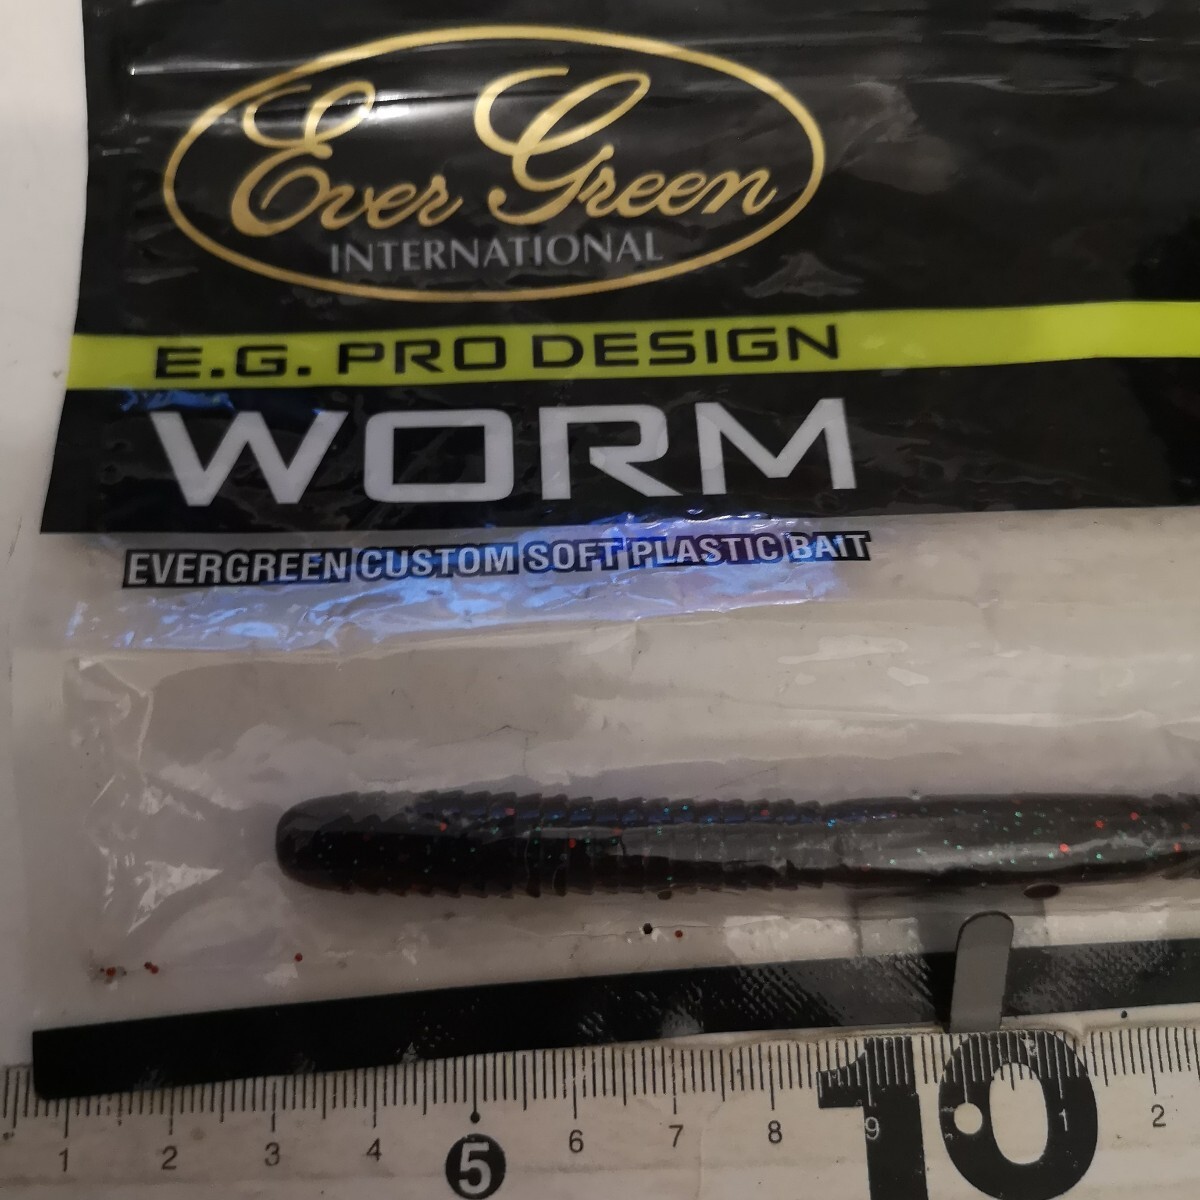 Ever Green
INTERNATIONAL
E.G. PRO DESIGN
WORM
EVERGREEN CUSTOM SOFT PLASTIC BAIT
1 2 3 4 5 6 7 8 9 10 1 2